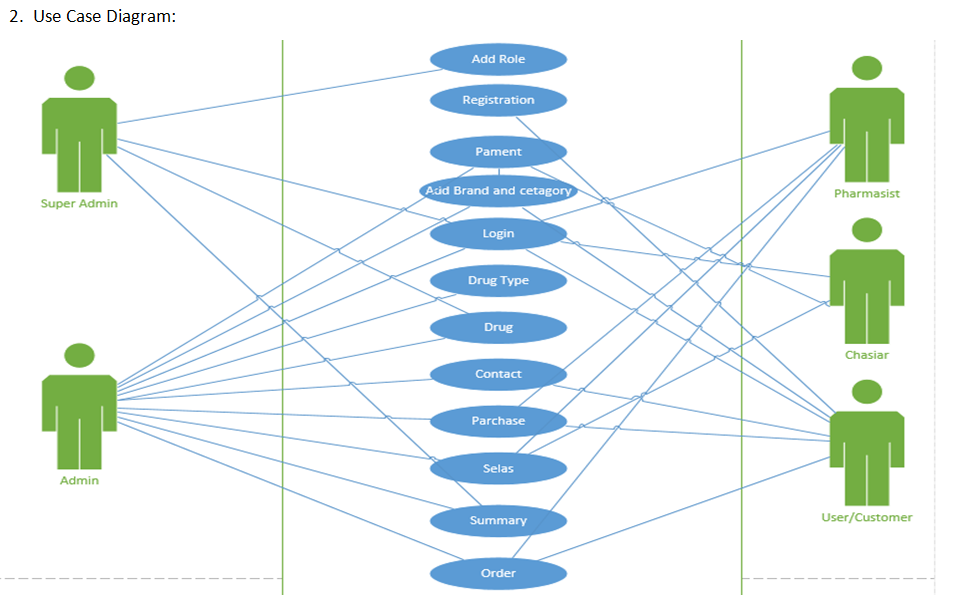 2. Use Case Diagram:
Add Role
Registration
Pament
Add Brand and cetagory
Login
Drug Type
Drug
Contact
Parchase
Selas
Summary
Order
Super Admin
Admin
Pharmasist
Chasiar
User/Customer